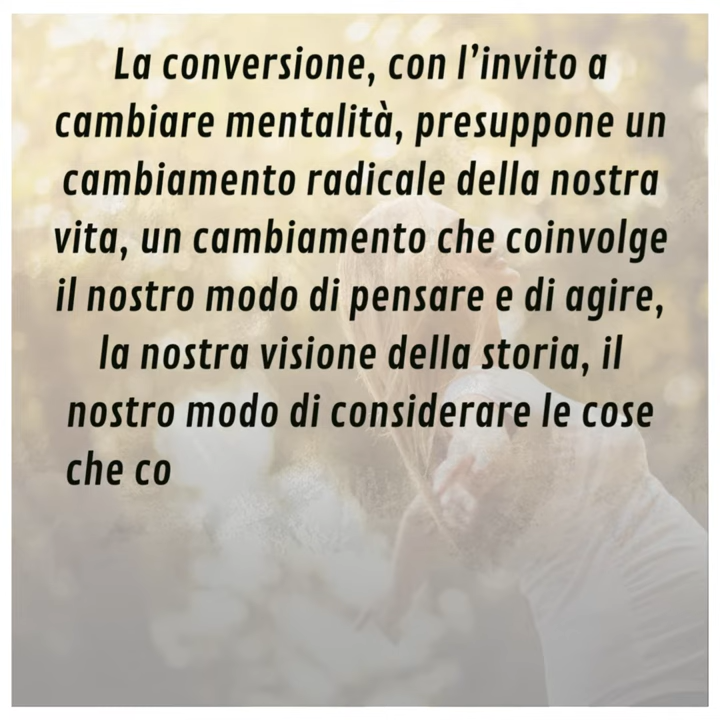 La conversione, con l’invito a
cambiare mentalità, presuppone un
cambiamento radicale della nostra
vita, un cambiamento che coinvolge
il nostro modo di pensare e di agire,
la nostra visione della storia, il
nostro modo di considerare le cose
che co